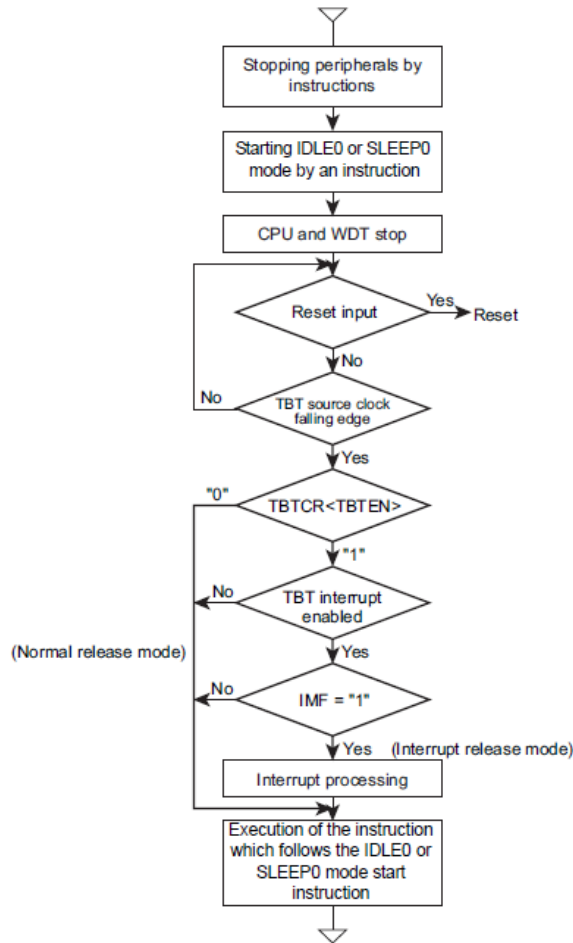 Stopping peripherals by
instructions
Starting IDLE0 or SLEEP0
mode by an instruction
CPU and WDT stop
Reset input
Yes
Reset
No
No
TBT source clock
falling edge
Yes
"0"
TBTCR<TBTEN>
"1"
No
TBT interrupt
enabled
(Normal release mode)
Yes
No
IMF = "1"
Yes (Interrupt release mode)
Interrupt processing
Execution of the instruction
which follows the IDLE0 or
SLEEP0 mode start
instruction